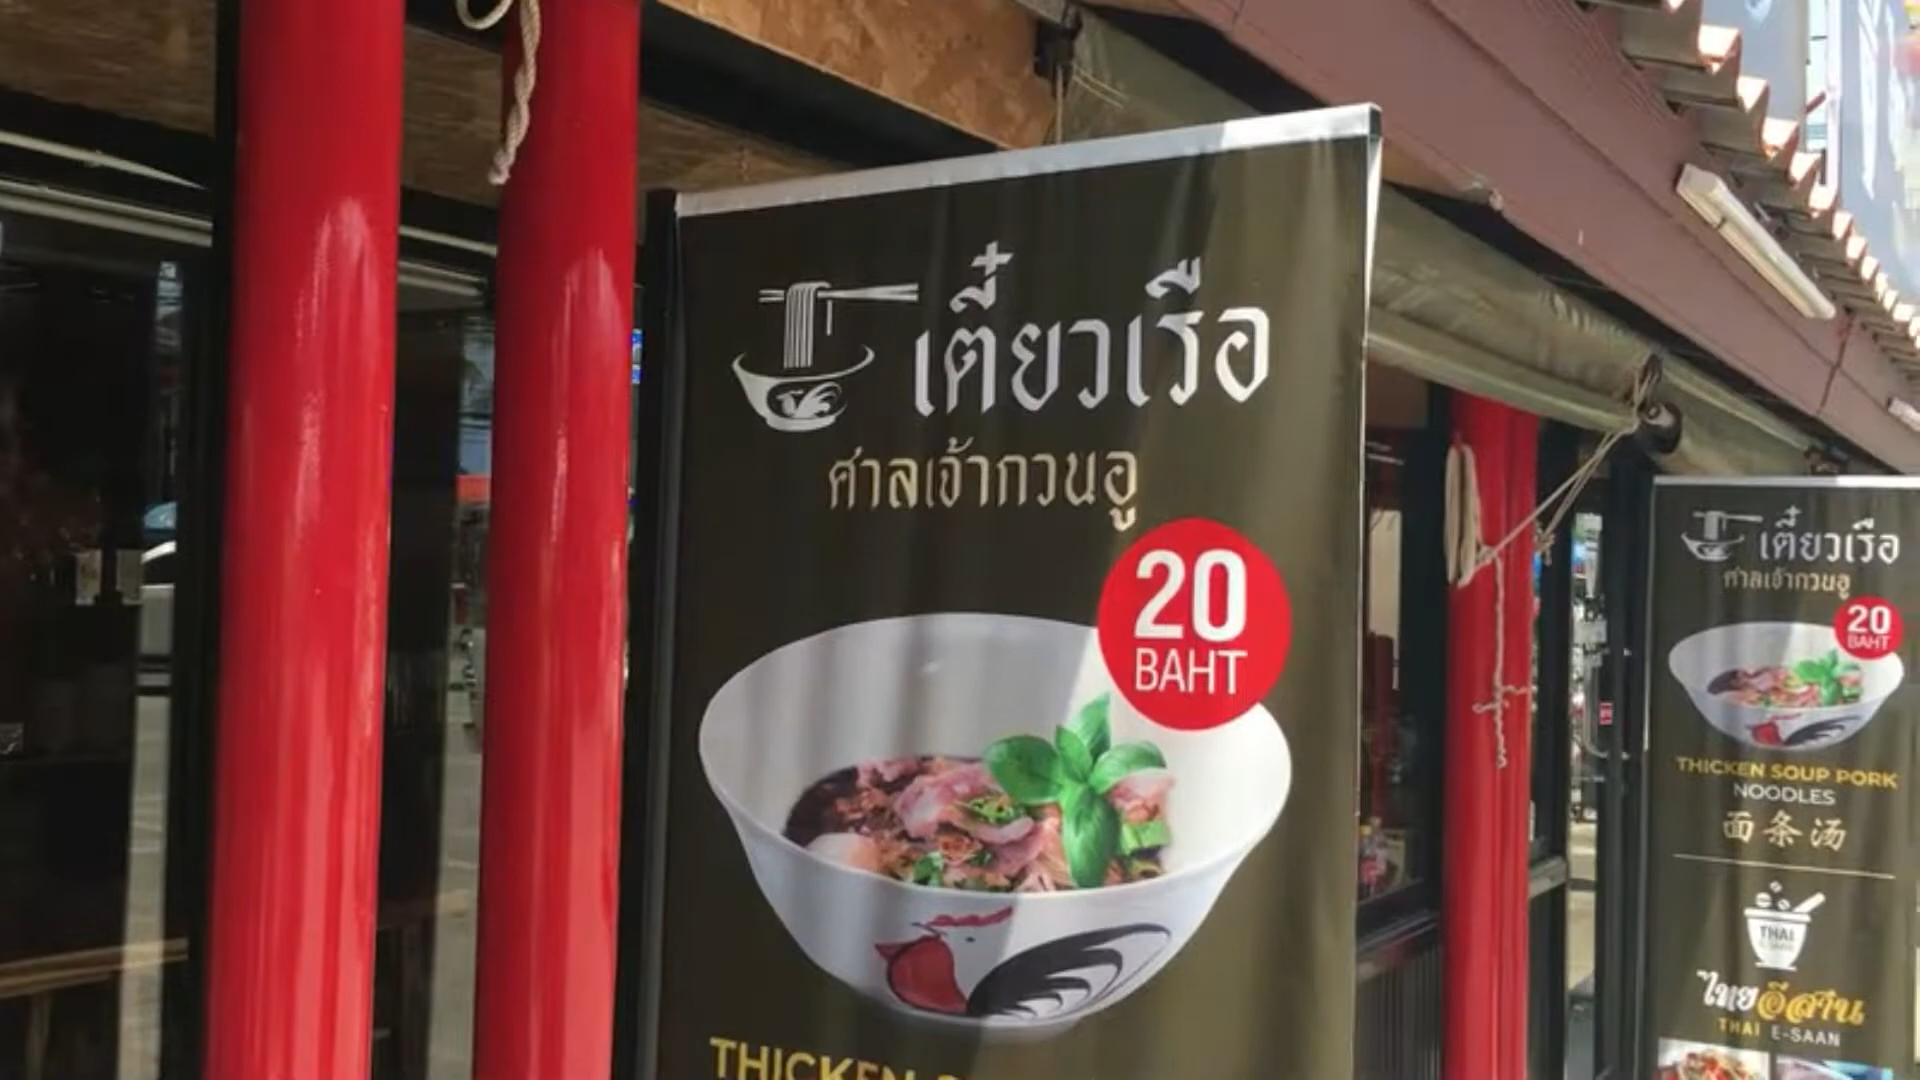 เตี๋ยวเรือ
ศาลเจ้ากวนอู
20
BAHT
THICKEN
เตี๋ยวเรือ
ศาลเจ้ากวนอู
20
BAHT
THICKEN SOUP PORK
NOODLES
面条汤
THAI
ไทยอีสาน
THAI E-SAAN